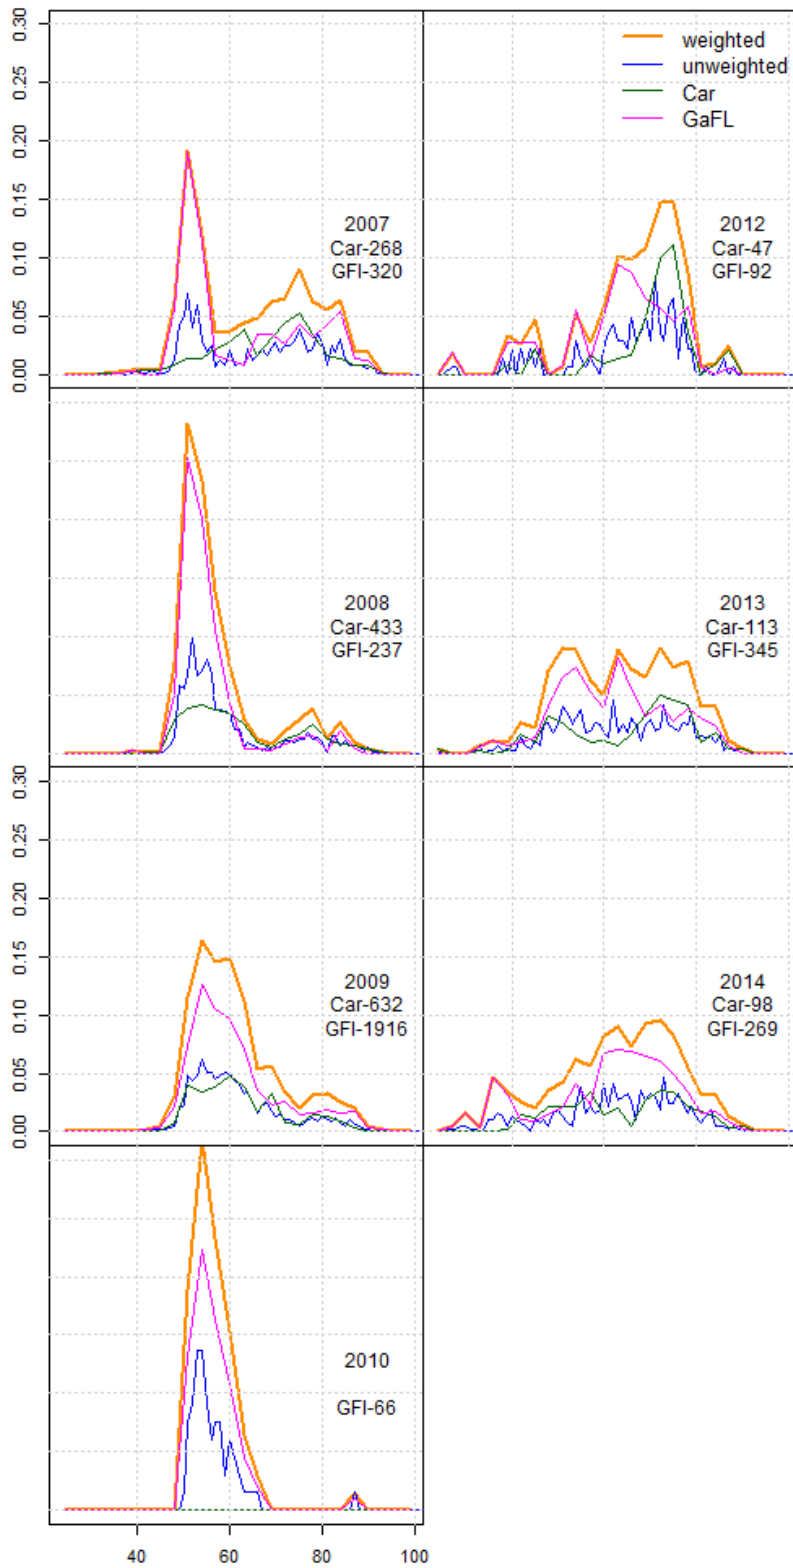 0.30
0.25
0.20
0.15
0.10
0.05
0.00
weighted
unweighted
Car
GaFL
2007
Car-268
GFI-320
2012
Car-47
GFI-92
2008
Car-433
GFI-237
2013
Car-113
GFI-345
0.30
0.25
0.20
0.15
0.10
0.05
0.00
2009
Car-632
GFI-1916
2014
Car-98
GFI-269
2010
GFI-66
40 60 80 100